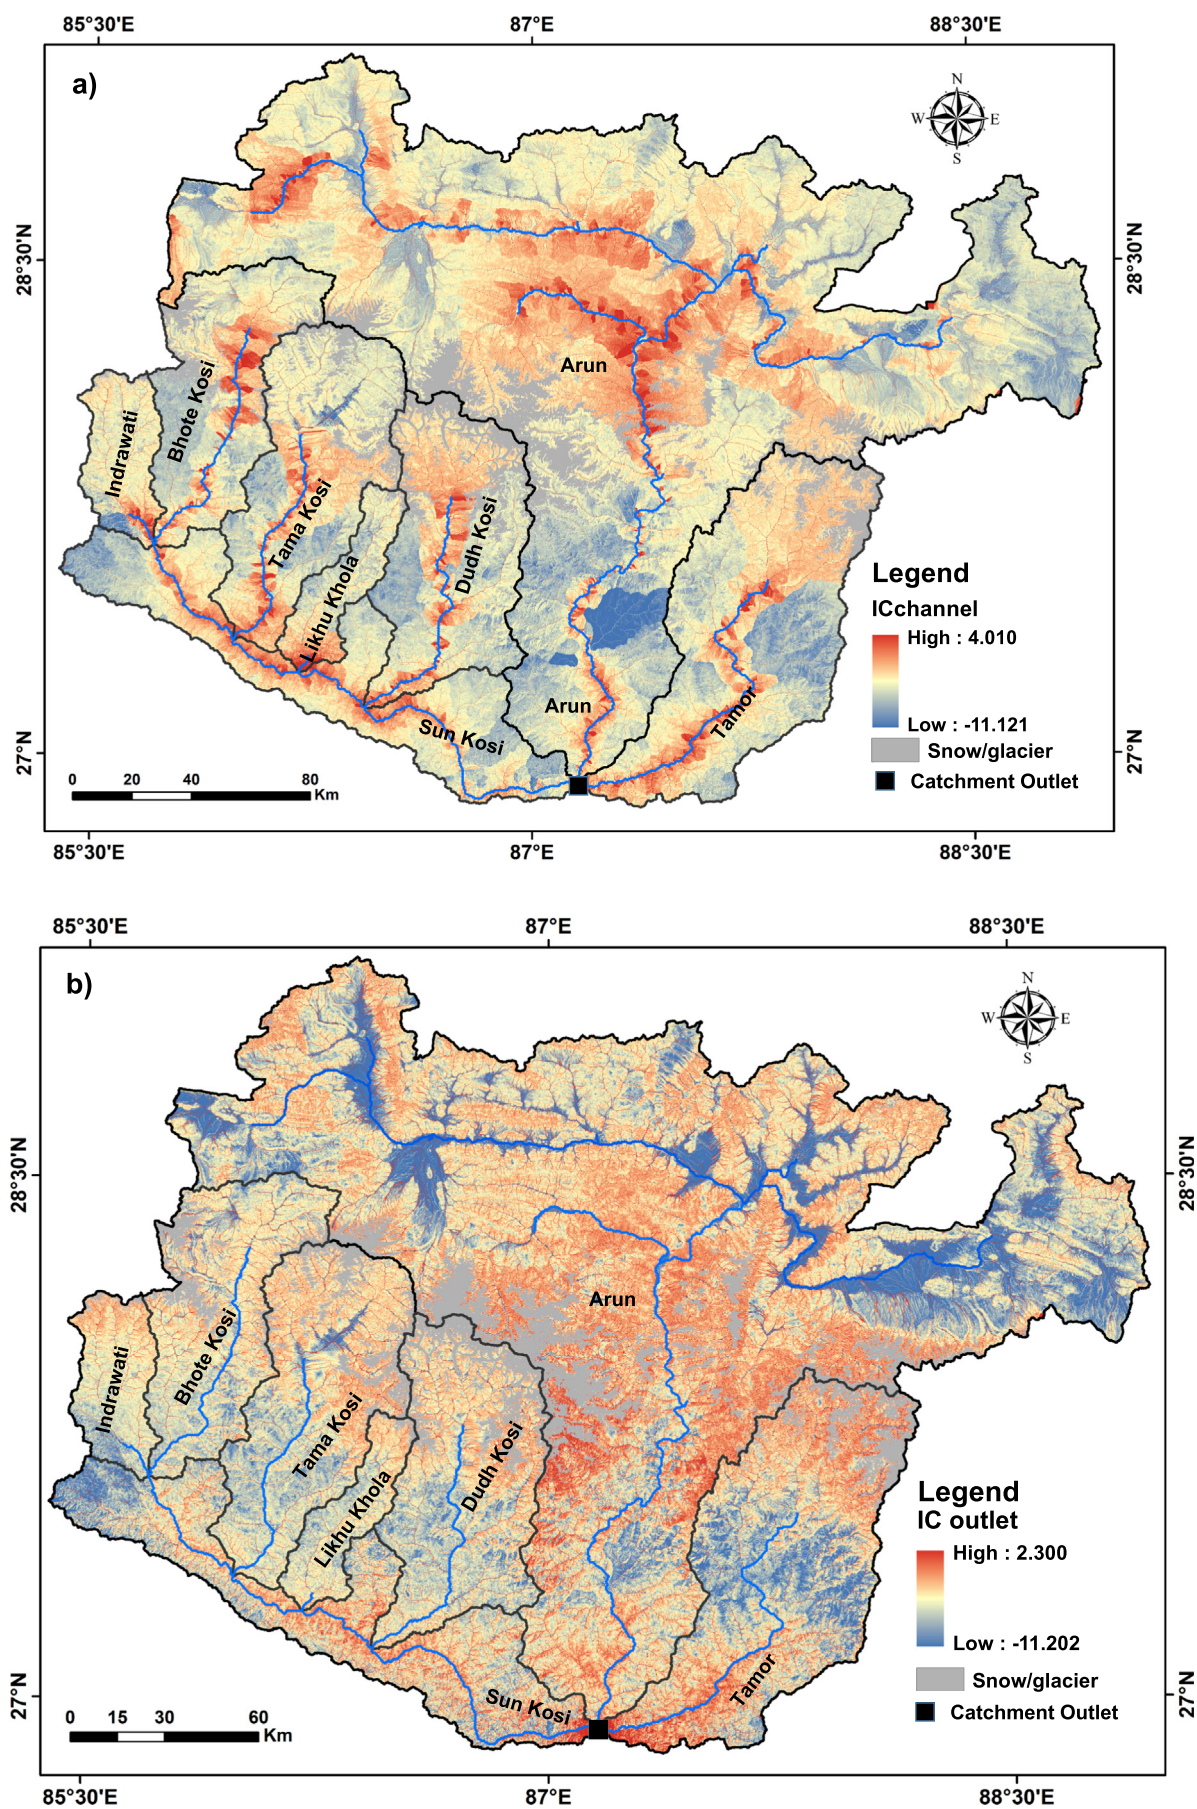 85°30'E 87°E 88°30'E
a)
N
W E
S
28°30'N 28°30'N
Arun
Bhote Kosi
Indrawati
Tama Kosi
Dudh Kosi
Likhu Khola
Legend
ICchannel
High : 4.010
Low : -11.121
Snow/glacier
Catchment Outlet
Arun
Tamor
Sun Kosi
27°N 27°N
0 20 40 80
Km
85°30'E 87°E 88°30'E
85°30'E 87°E 88°30'E
b)
N
W E
S
28°30'N 28°30'N
Arun
Bhote Kosi
Indrawati
Tama Kosi
Dudh Kosi
Likhu Khola
Legend
IC outlet
High : 2.300
Low : -11.202
Snow/glacier
Catchment Outlet
Tamor
Sun Kosi
27°N 27°N
0 15 30 60
Km
85°30'E 87°E 88°30'E